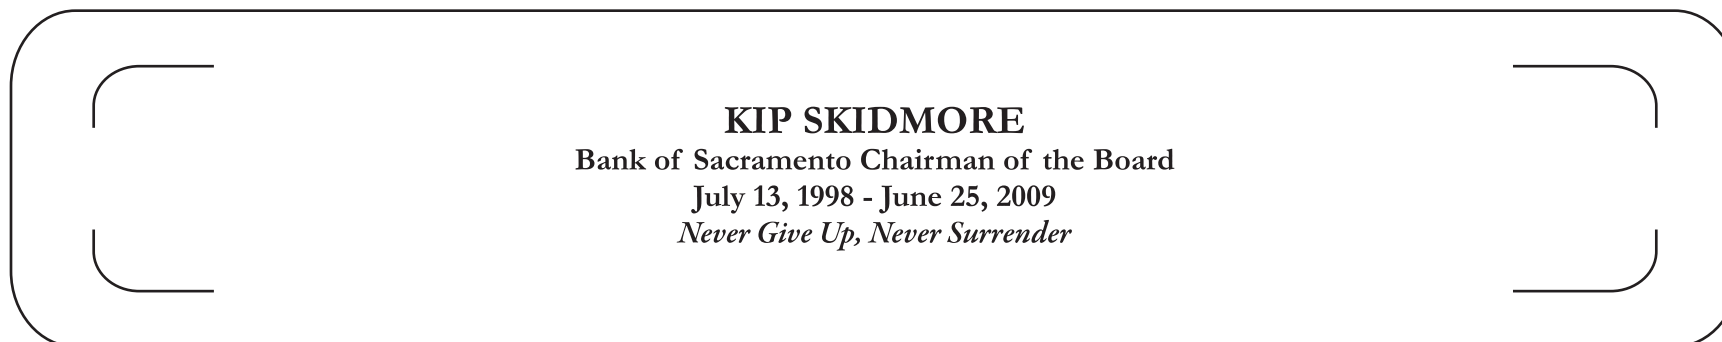 KIP SKIDMORE
Bank of Sacramento Chairman of the Board
July 13, 1998 - June 25, 2009
Never Give Up, Never Surrender